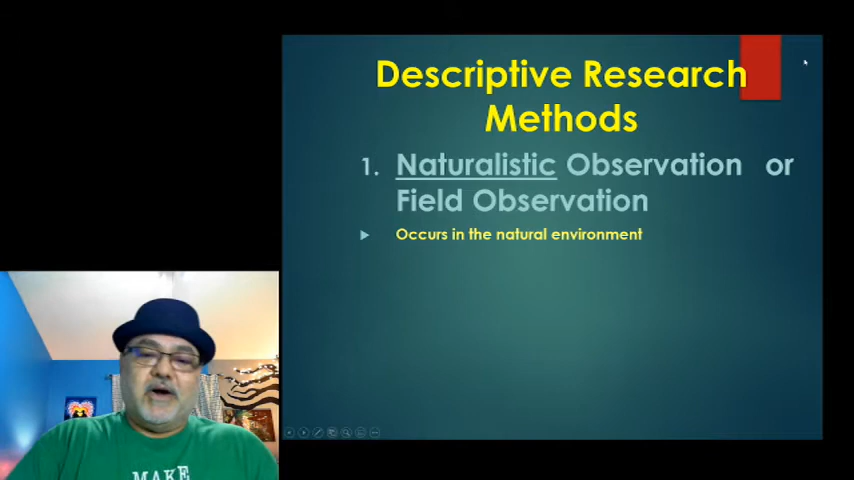 Descriptive Research
Methods
1. Naturalistic Observation or
Field Observation
Occurs in the natural environment
MAKE